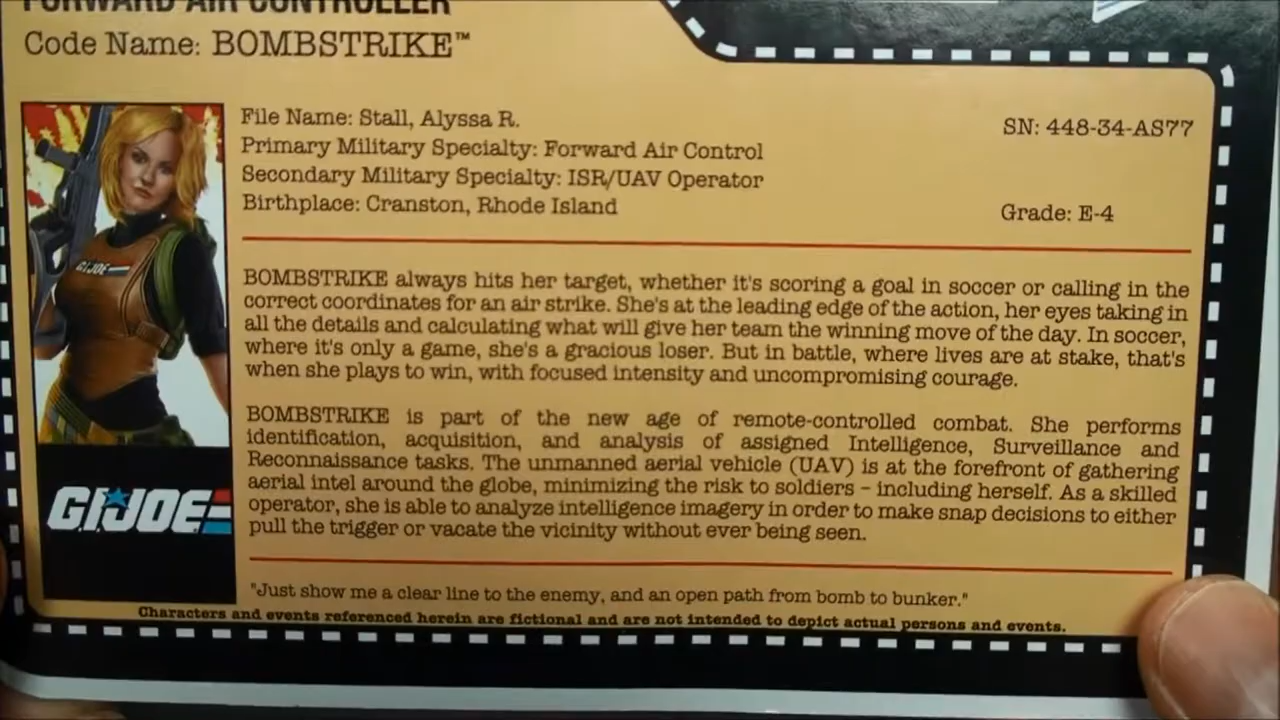 FORWARD AIR CONTROLLER
Code Name: BOMBSTRIKE™
File Name: Stall, Alyssa R.
SN: 448-34-AS77
Primary Military Specialty: Forward Air Control
Secondary Military Specialty: ISR/UAV Operator
Birthplace: Cranston, Rhode Island
Grade: E-4
G.I. JOE
BOMBSTRIKE always hits her target, whether it's scoring a goal in soccer or calling in the
correct coordinates for an air strike. She's at the leading edge of the action, her eyes taking in
all the details and calculating what will give her team the winning move of the day. In soccer,
where it's only a game, she's a gracious loser. But in battle, where lives are at stake, that's
when she plays to win, with focused intensity and uncompromising courage.
BOMBSTRIKE is part of the new age of remote-controlled combat. She performs
identification, acquisition, and analysis of assigned Intelligence, Surveillance and
Reconnaissance tasks. The unmanned aerial vehicle (UAV) is at the forefront of gathering
aerial intel around the globe, minimizing the risk to soldiers – including herself. As a skilled
operator, she is able to analyze intelligence imagery in order to make snap decisions to either
pull the trigger or vacate the vicinity without ever being seen.
G.I. JOE
"Just show me a clear line to the enemy, and an open path from bomb to bunker."
Characters and events referenced herein are fictional and are not intended to depict actual persons and events.